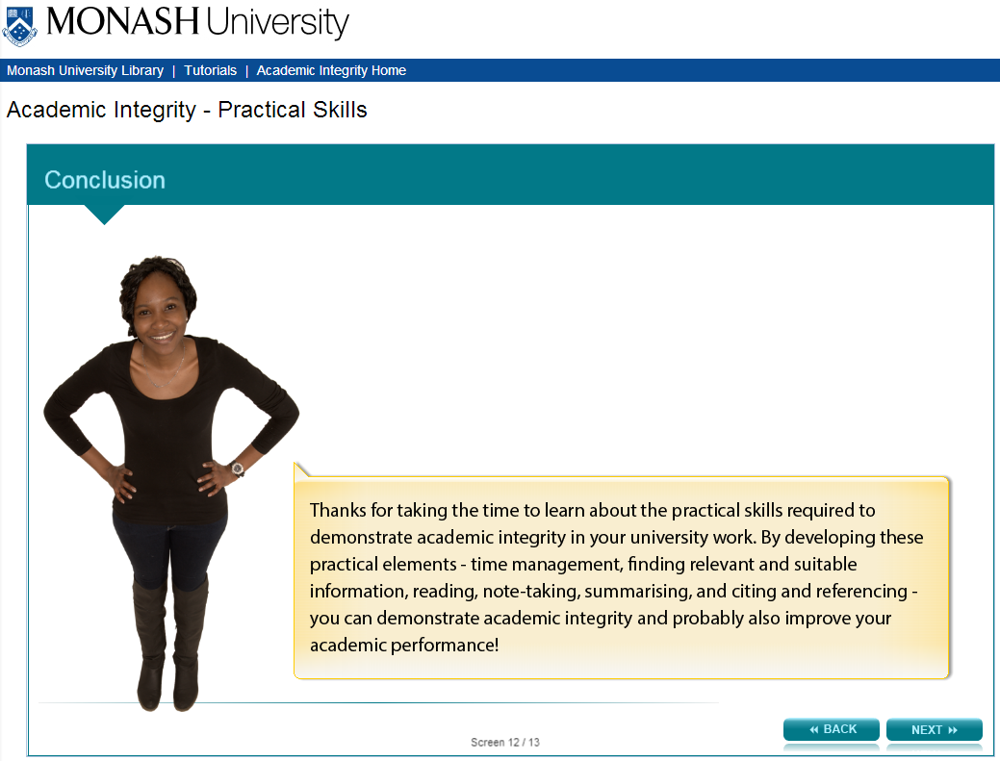 MONASH University
Monash University Library | Tutorials | Academic Integrity Home
Academic Integrity - Practical Skills
Conclusion
Thanks for taking the time to learn about the practical skills required to
demonstrate academic integrity in your university work. By developing these
practical elements - time management, finding relevant and suitable
information, reading, note-taking, summarising, and citing and referencing -
you can demonstrate academic integrity and probably also improve your
academic performance!
BACK
NEXT
Screen 12 / 13